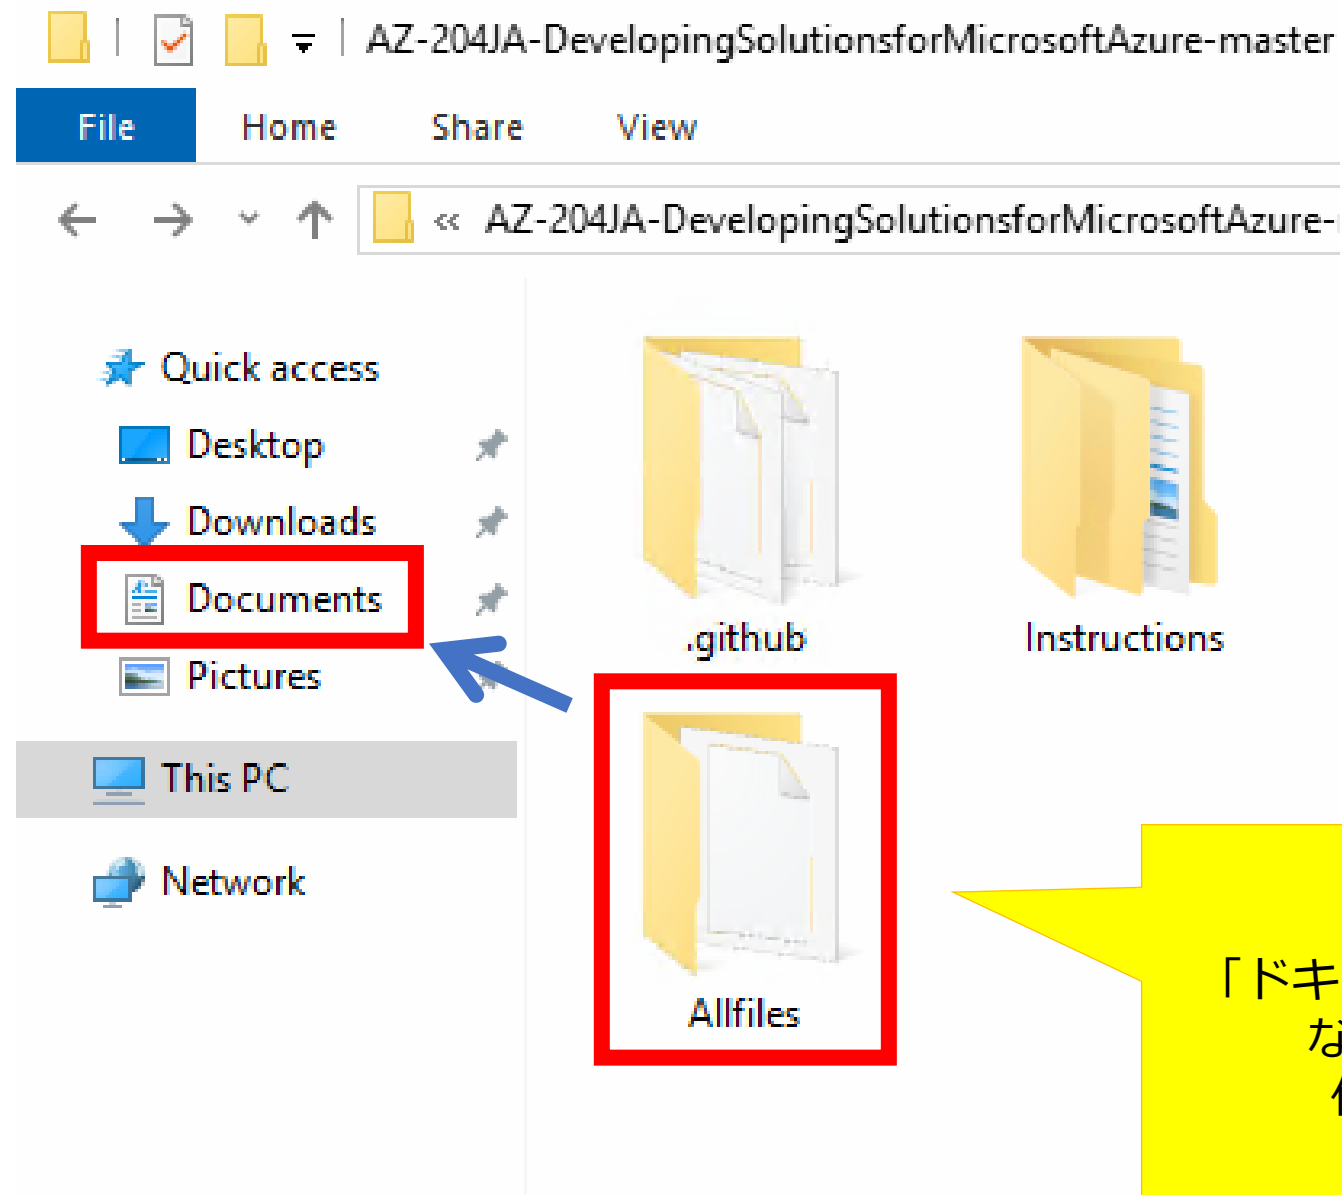 AZ-204JA-DevelopingSolutionsforMicrosoftAzure-master
File Home Share View
« AZ-204JA-DevelopingSolutionsforMicrosoftAzure-
Quick access
Desktop
Downloads
Documents
Pictures
This PC
Network
.github
Instructions
Allfiles
「ドキ
な